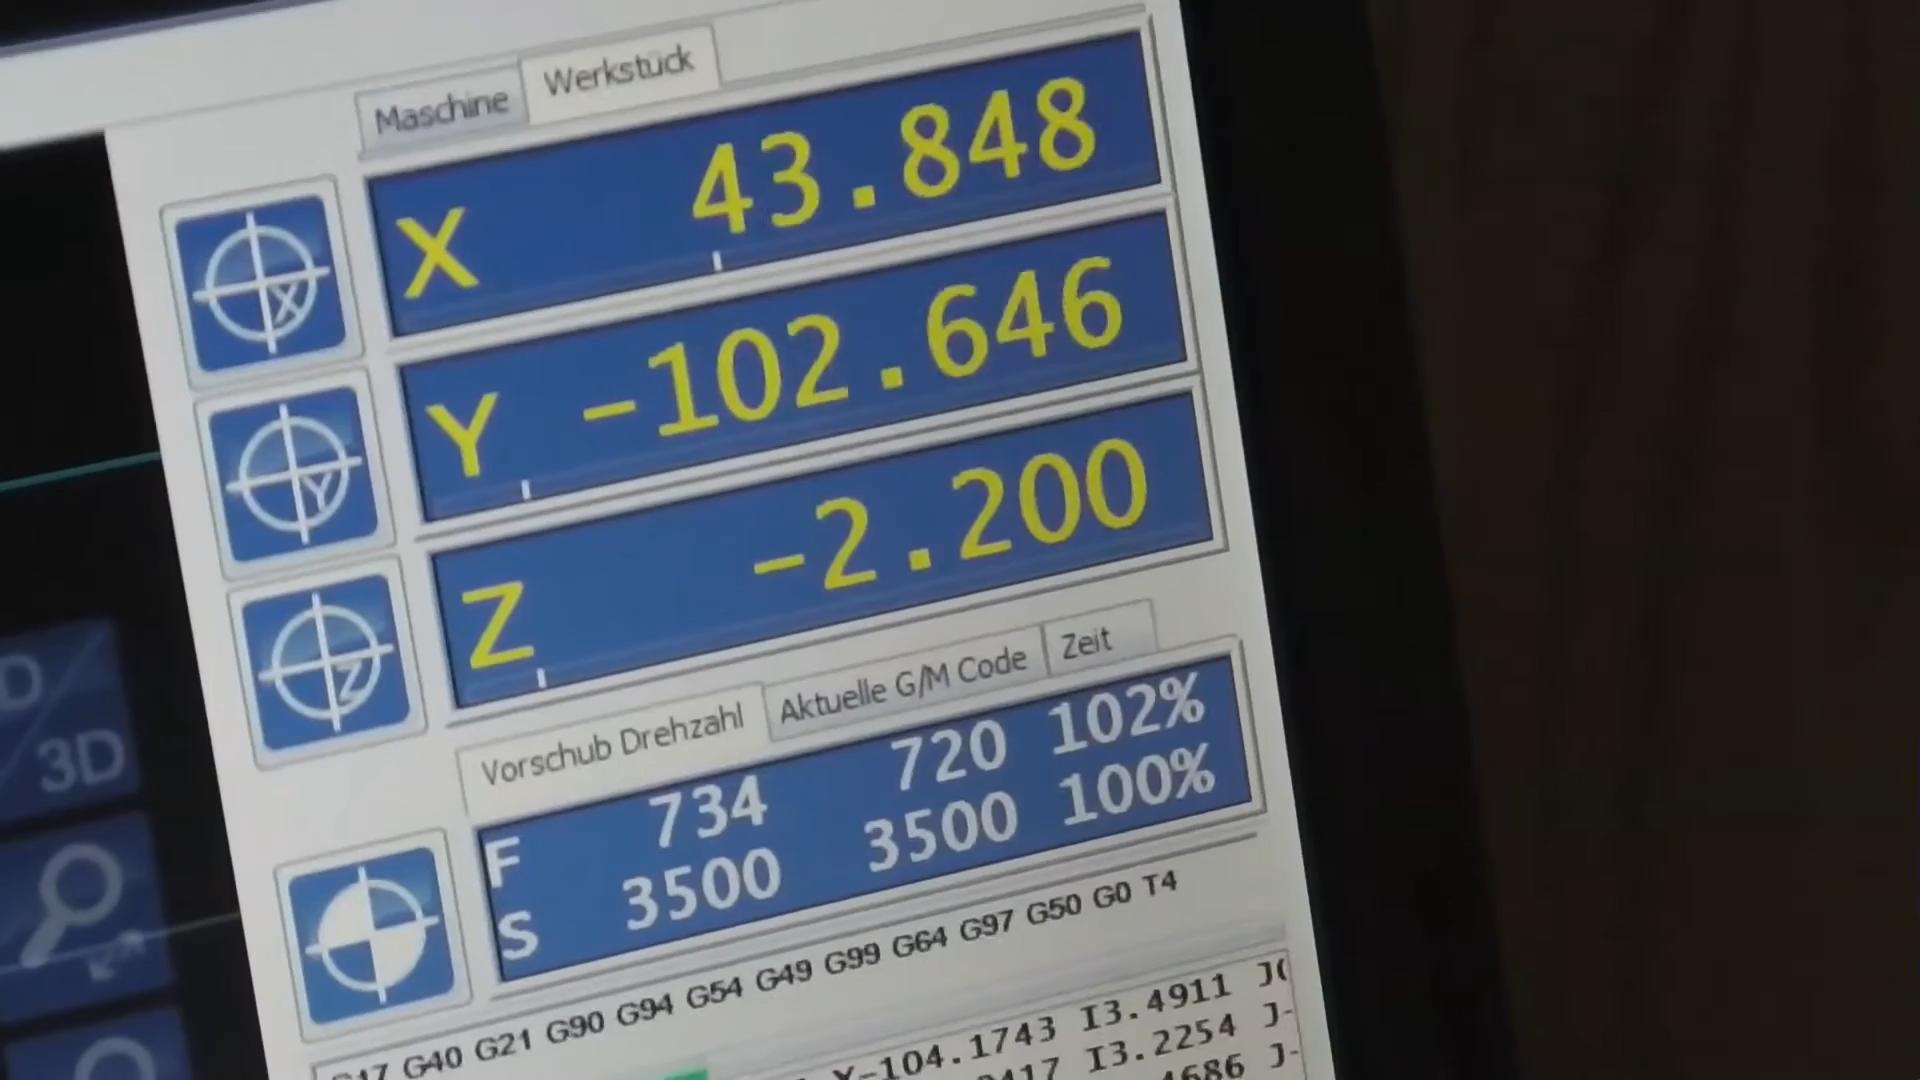 Maschine Werkstück
X 43.848
X
Y -102.646
Y
Z -2.200
Z
Vorschub Drehzahl Aktuelle G/M Code Zeit
F 734 720 102%
S 3500 3500 100%
3D
G40 G21 G90 G94 G54 G49 G99 G64 G97 G50 G0 T4
Y-104.1743 I3.4911
I3.2254 J-
J-